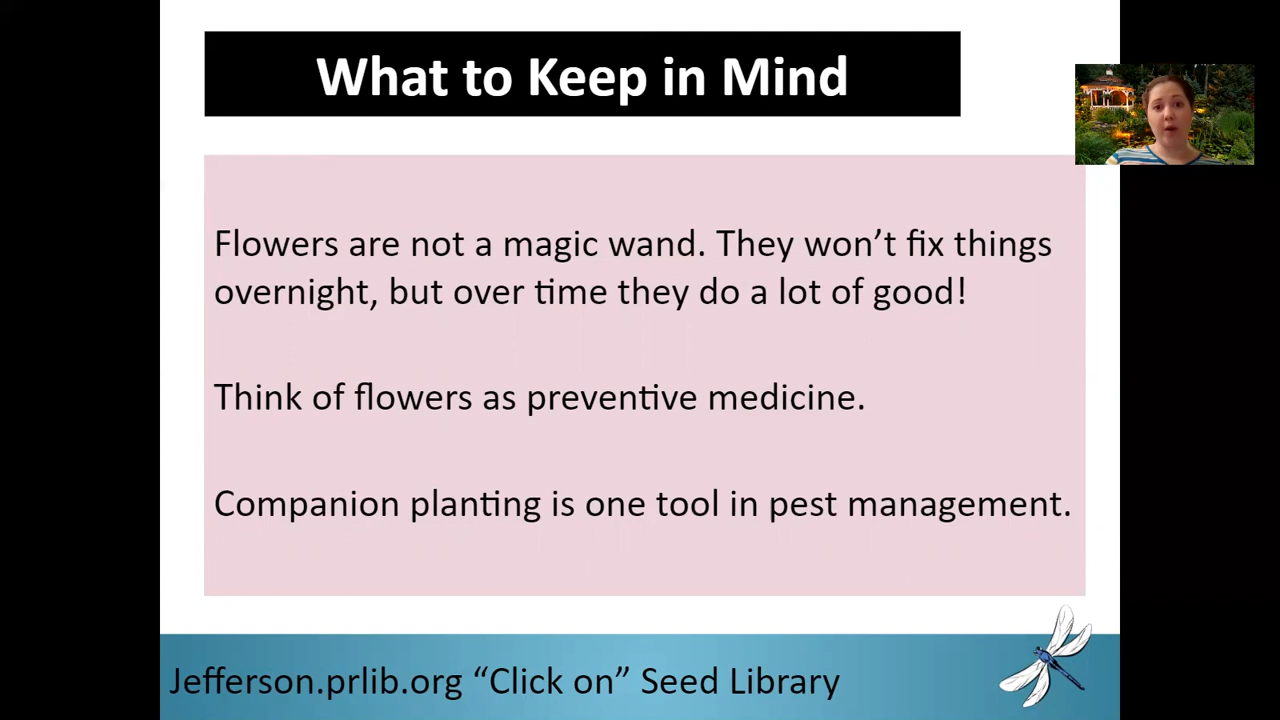 What to Keep in Mind
Flowers are not a magic wand. They won’t fix things
overnight, but over time they do a lot of good!
Think of flowers as preventive medicine.
Companion planting is one tool in pest management.
Jefferson.prlib.org “Click on” Seed Library